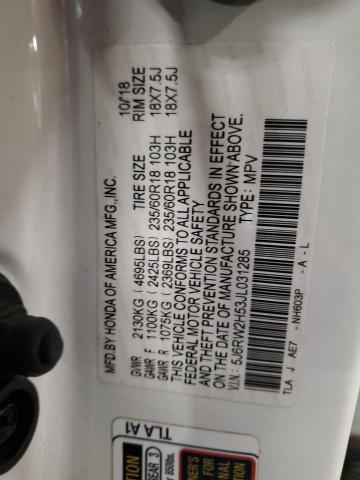 MFD.BY HONDA OF AMERICA MFG.,INC. 10/18
TIRE SIZE RIM SIZE
GVWR 2130KG (4695LBS)
GAWR F 1100KG (2425LBS) 235/60R18 103H 18X7.5J
GAWR R 1075KG (2369LBS) 235/60R18 103H 18X7.5J
THIS VEHICLE CONFORMS TO ALL APPLICABLE
FEDERAL MOTOR VEHICLE SAFETY
AND THEFT PREVENTION STANDARDS IN EFFECT
ON THE DATE OF MANUFACTURE SHOWN ABOVE.
V.I.N.: 5J6RW2H53JL031285 TYPE: MPV
TLA J AE7 -NH603P -A-L
TLA A1
REAR 3
850lbs.